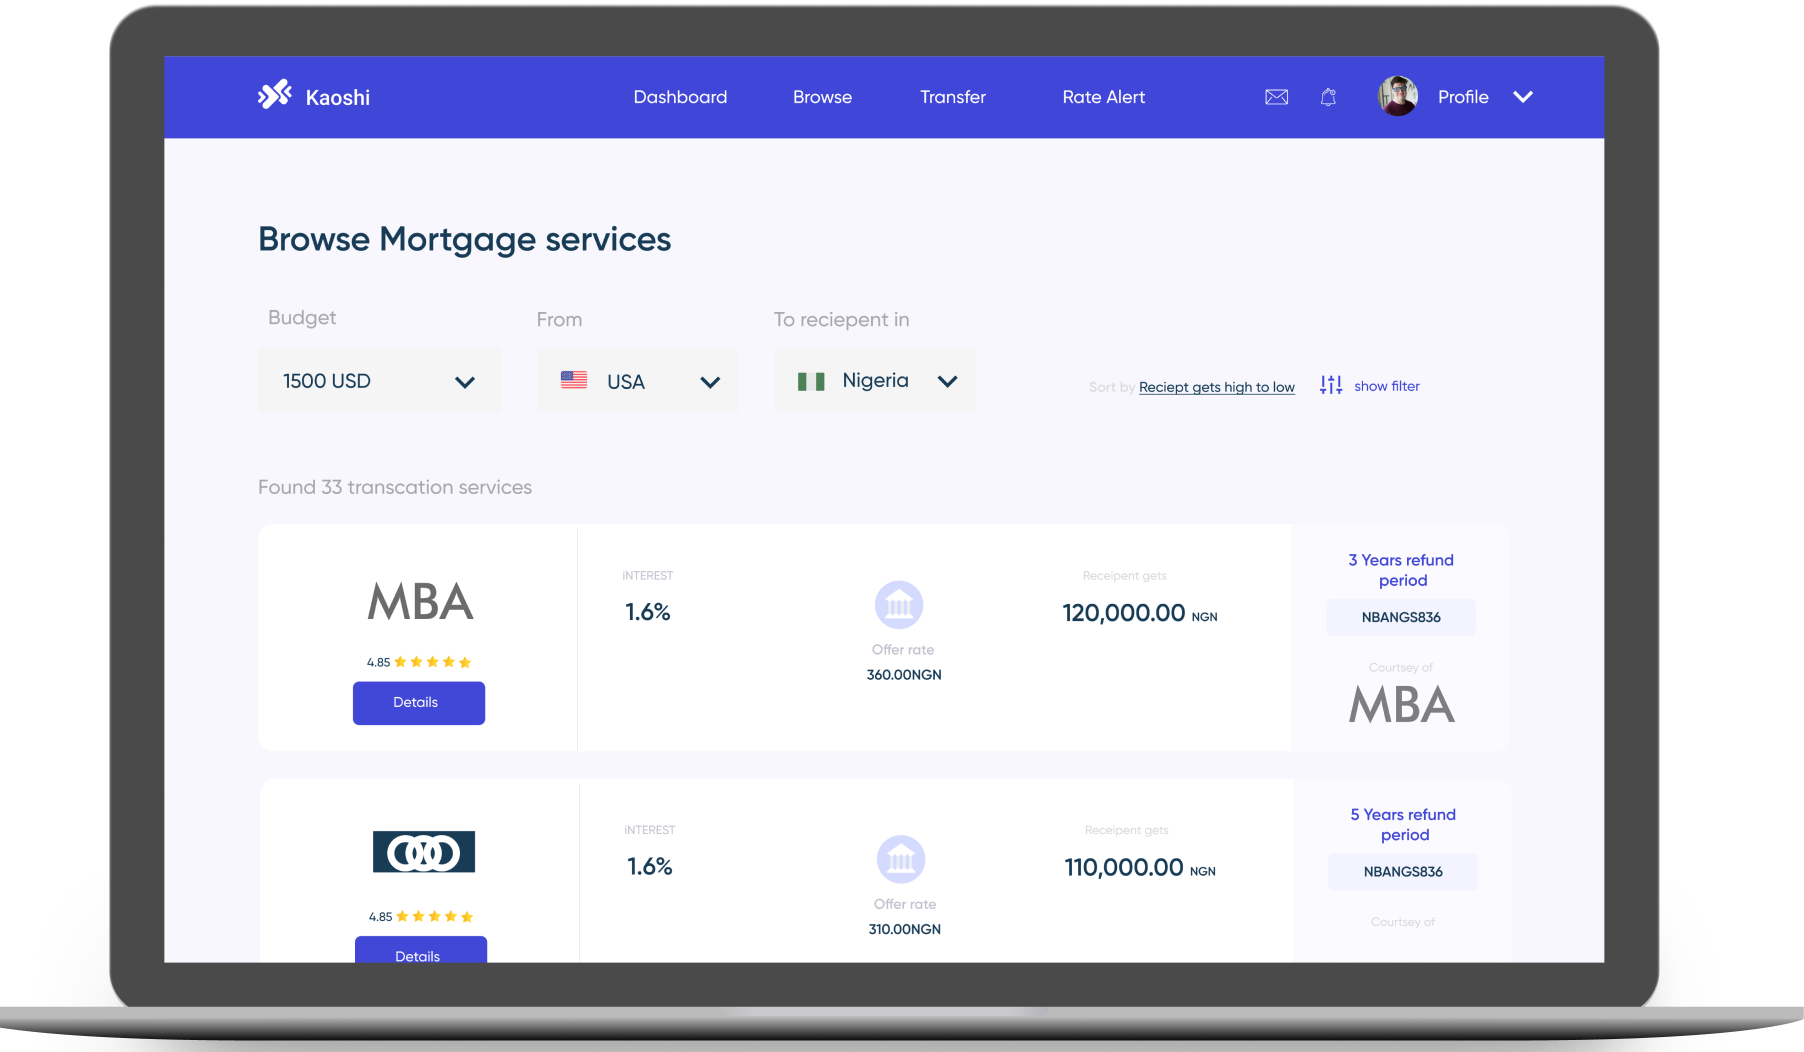 Kaoshi
Dashboard
Browse
Transfer
Rate Alert
Profile
Browse Mortgage services
Budget
From
To reciepent in
1500 USD
USA
Nigeria
Sort by Reciept gets high to low
show filter
Found 33 transcation services
MBA
4.85
Details
iNTEREST
1.6%
Offer rate
360.00NGN
Receipent gets
120,000.00 NGN
3 Years refund
period
NBANGS836
Courtsey of
MBA
4.85
Details
iNTEREST
1.6%
Offer rate
310.00NGN
Receipent gets
110,000.00 NGN
5 Years refund
period
NBANGS836
Courtsey of